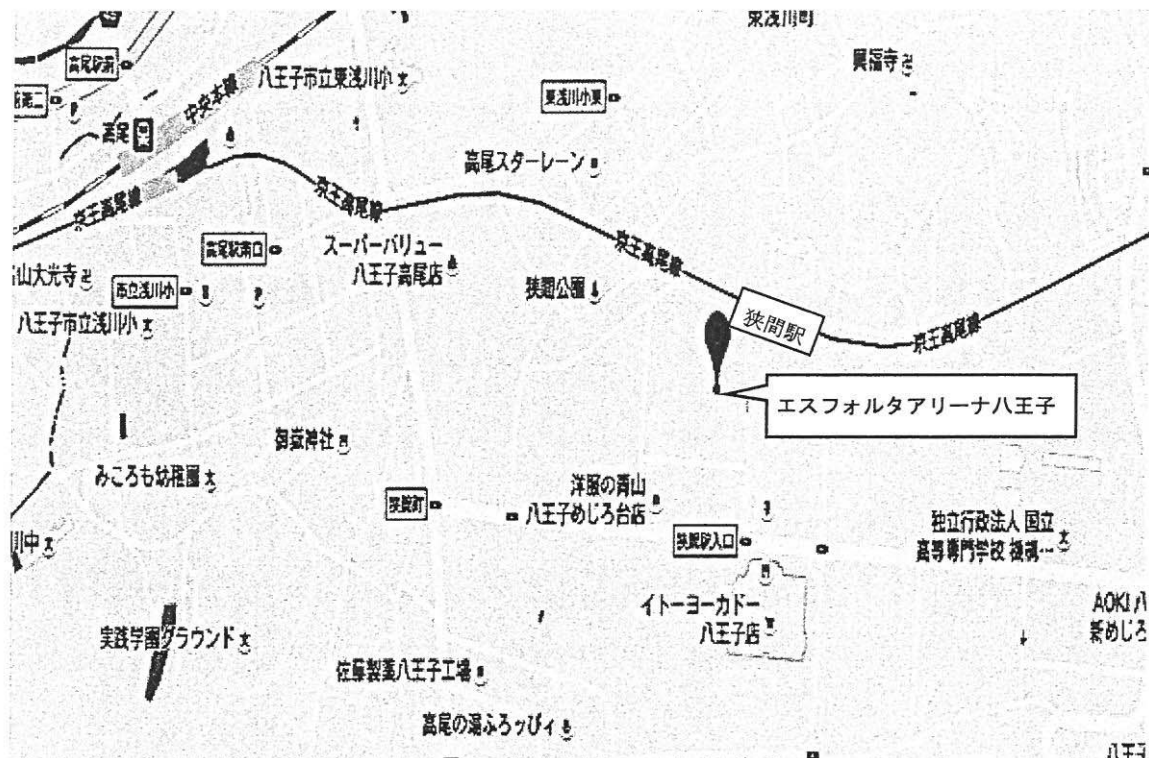 東浅川町
興福寺
高尾駅前
八王子市立東浅川小
中央本線
東浅川小東
高尾
高尾スターレーン
京王高尾線
京王高尾線
高尾駅南口
スーパーバリュー
八王子高尾店
京王高尾線
山大光寺
市立浅川小
狭間公園
八王子市立浅川小
狭間駅
京王高尾線
エスフォルタアリーナ八王子
御嶽神社
みころも幼稚園
狭間町
洋服の青山
八王子めじろ台店
川中
狭間駅入口
独立行政法人 国立
高等専門学校 機構…
イトーヨーカドー
八王子店
AOKI 八
新めじろ
実践学園グラウンド
佐藤製薬八王子工場
高尾の湯ふろッぴィ
八王子